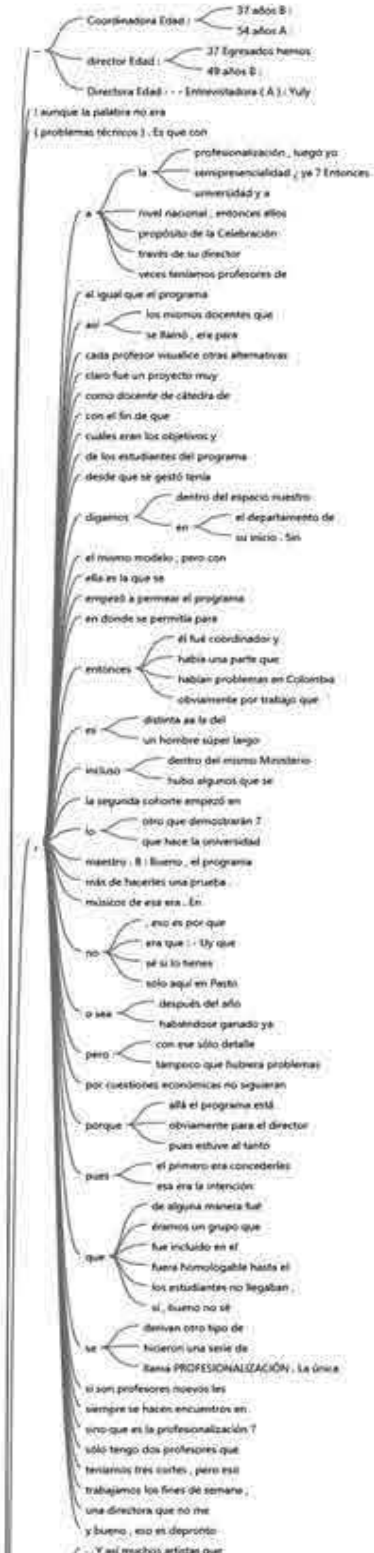 -
Coordinadora Edad :
37 años B :
54 años A :
director Edad :
37 Egresados hemos
49 años B :
Directora Edad : - - Entrevistadora ( A ) : Yuly
! aunque la palabra no era
( problemas técnicos ) . Es que con
,
a
la
profesionalización , luego yo
semipresencialidad ¿ ya ? Entonces
universidad y a
nivel nacional , entonces ellos
propósito de la Celebración
través de su director
veces teníamos profesores de
al igual que el programa
así
los mismos docentes que
se llamó , era para
cada profesor visualice otras alternativas
claro fue un proyecto muy
como docente de cátedra de
con el fin de que
cuáles eran los objetivos y
de los estudiantes del programa
desde que se gestó tenía
digamos
dentro del espacio nuestro
en
el departamento de
su inicio . Sin
el mismo modelo , pero con
ella es la que se
empezó a permear el programa
en donde se permitía para
entonces
él fué coordinador y
había una parte que
habían problemas en Colombia
obviamente por trabajo que
es
distinta aa la del
un hombre súper largo
incluso
dentro del mismo Ministerio
hubo algunos que se
la segunda cohorte empezó en
lo
otro que demostrarán ?
que hace la universidad
maestro . B : Bueno , el programa
más de hacerles una prueba .
músicos de esa era . En
no
, eso es por que
era que : - Uy que
sé si lo tienes
solo aquí en Pasto
o sea
después del año
habiéndose ganado ya
pero
con ese sólo detalle
tampoco que hubiera problemas
por cuestiones económicas no siguieran
porque
allá el programa está
obviamente para el director
pues estuve al tanto
pues
el primero era concederles
esa era la intención
que
de alguna manera fué
éramos un grupo que
fue incluido en el
fuera homologable hasta el
los estudiantes no llegaban ,
sí , bueno no sé
se
derivan otro tipo de
hicieron una serie de
llama PROFESIONALIZACIÓN . La única
si son profesores nuevos les
siempre se hacen encuentros en
sino que es la profesionalización ?
sólo tengo dos profesores que
teníamos tres cortes , pero eso
trabajamos los fines de semana ,
una directora que no me
y bueno , eso es depronto
. - Y así muchos artistas que